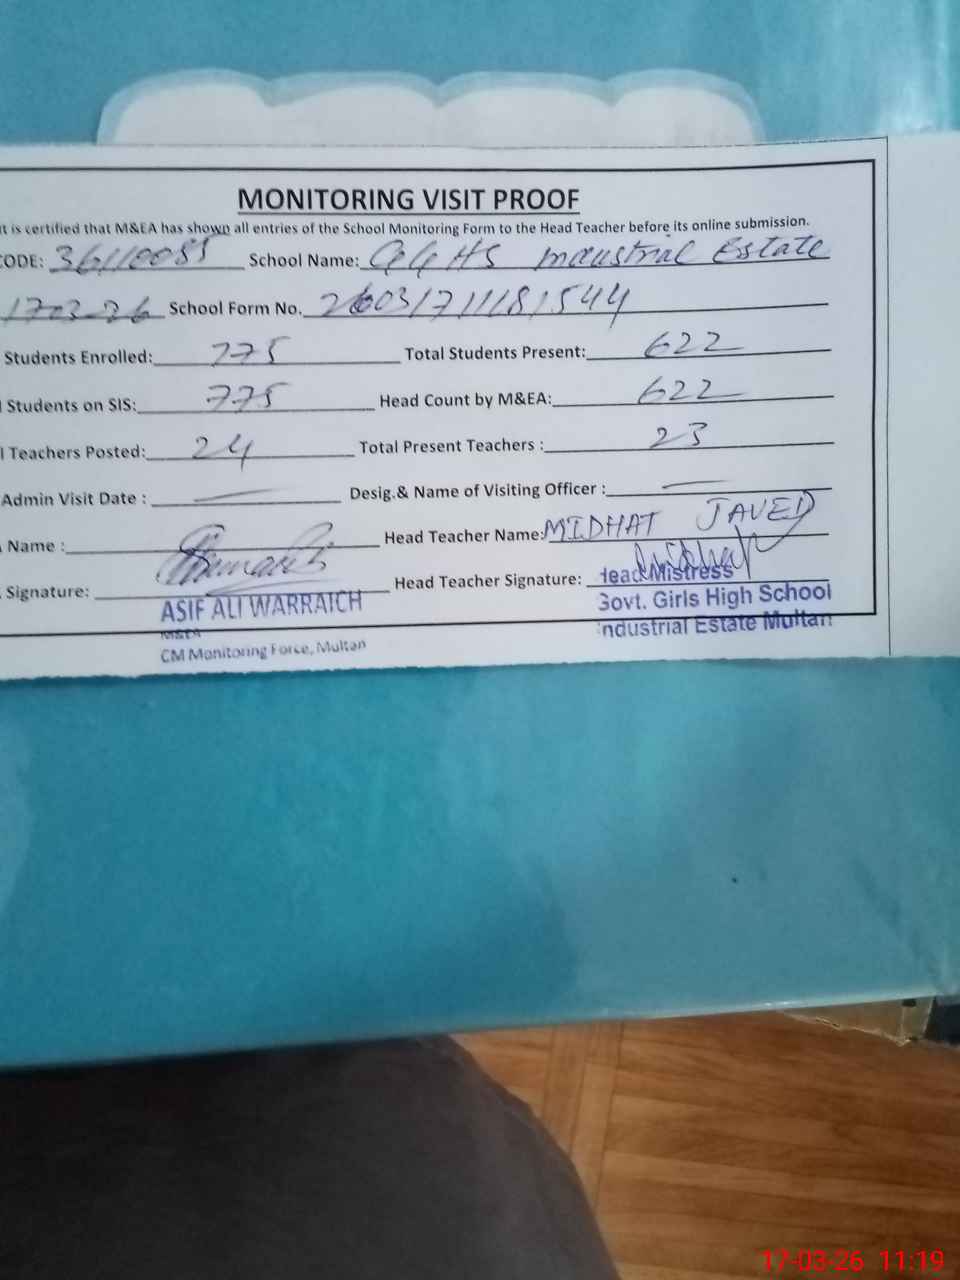 MONITORING VISIT PROOF
it is certified that M&EA has shown all entries of the School Monitoring Form to the Head Teacher before its online submission.
CODE: 36110085 School Name: GGHS Industrial Estate
17-03-26 School Form No. 26031711181544
Students Enrolled: 775 Total Students Present: 622
Students on SIS: 775 Head Count by M&EA: 622
Teachers Posted: 24 Total Present Teachers : 23
Admin Visit Date : — Desig.& Name of Visiting Officer : —
Name : Head Teacher Name: MIDHAT JAVED
Signature: Head Teacher Signature:
Head Mistress
ASIF ALI WARRAICH Govt. Girls High School
M&EA Industrial Estate Multan
CM Monitoring Force, Multan
17-03-26 11:19